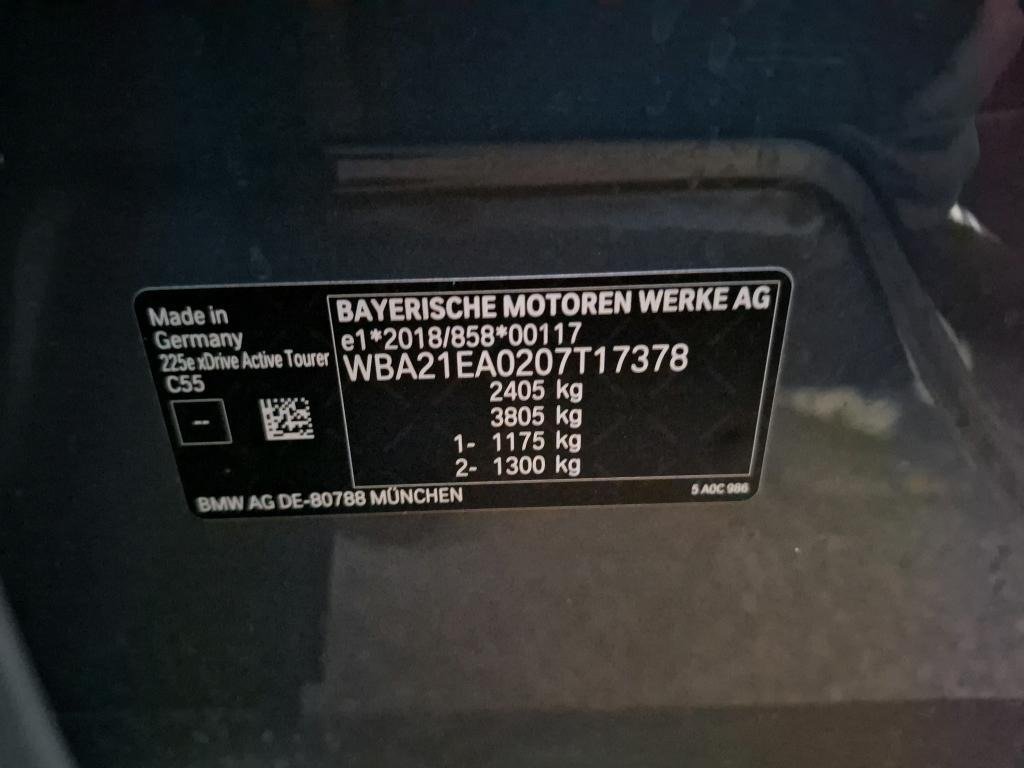 Made in
Germany
225e xDrive Active Tourer
C55
--
BAYERISCHE MOTOREN WERKE AG
e1*2018/858*00117
WBA21EA0207T17378
2405 kg
3805 kg
1- 1175 kg
2- 1300 kg
BMW AG DE-80788 MÜNCHEN
5 A0C 986